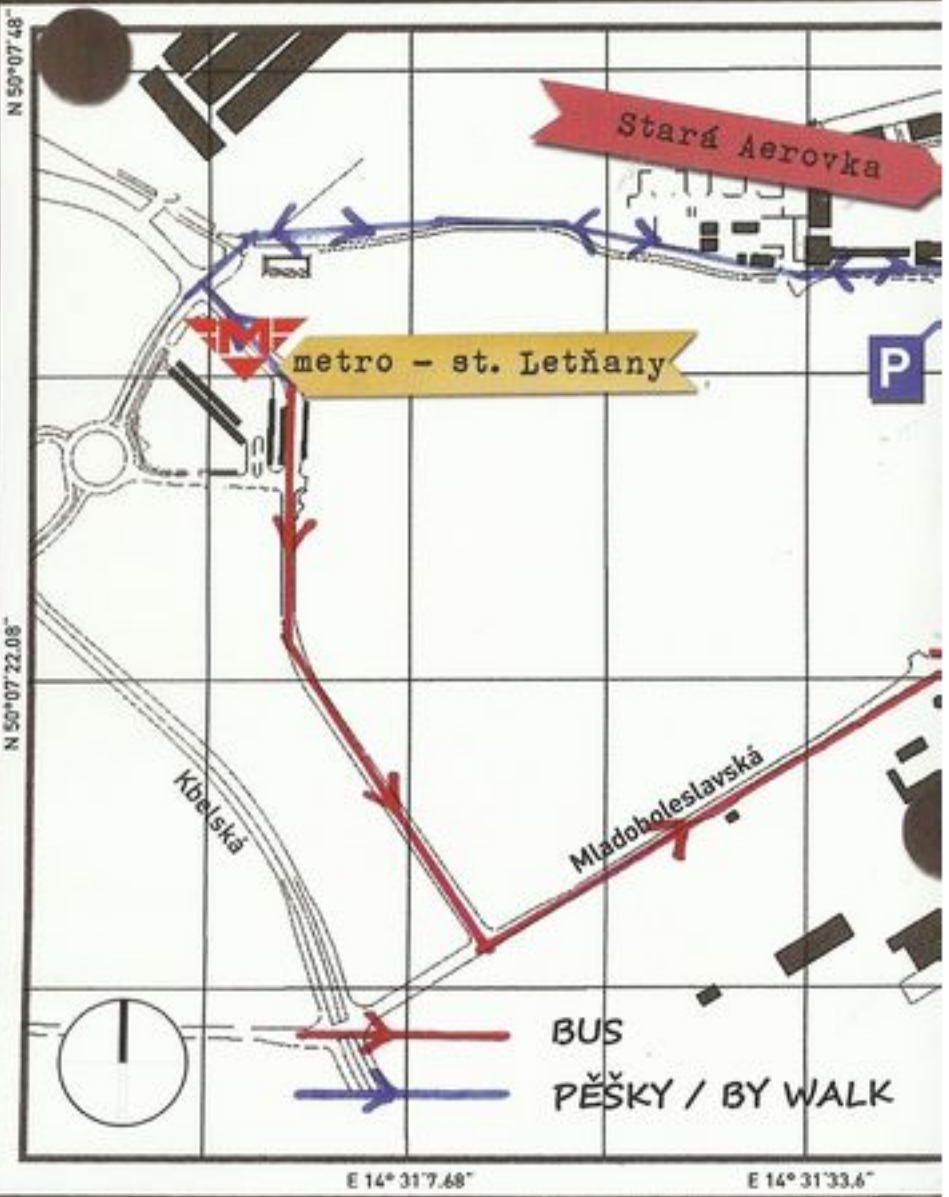 N 50°07'48"
Stará Aerovka
M
metro – st. Letňany
P
N 50°07'22.08"
Kbelská
Mladoboleslavská
BUS
PĚŠKY / BY WALK
E 14° 31'7.68"
E 14° 31'33.6"